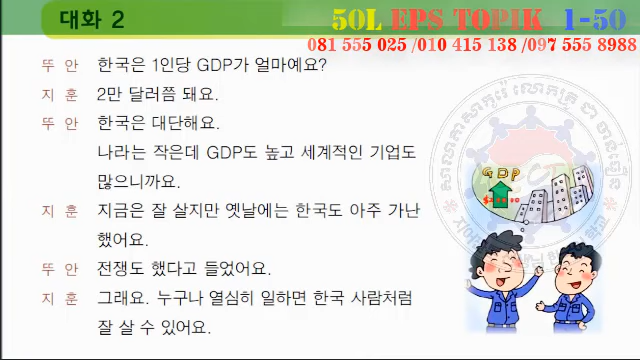 대화 2
50L EPS TOPIK 1-50
081 555 025 /010 415 138 /097 555 8988
뚜 안 한국은 1인당 GDP가 얼마예요?
지 훈 2만 달러쯤 돼요.
뚜 안 한국은 대단해요.
나라는 작은데 GDP도 높고 세계적인 기업도
많으니까요.
지 훈 지금은 잘 살지만 옛날에는 한국도 아주 가난
했어요.
뚜 안 전쟁도 했다고 들었어요.
지 훈 그래요. 누구나 열심히 일하면 한국 사람처럼
잘 살 수 있어요.
GDP